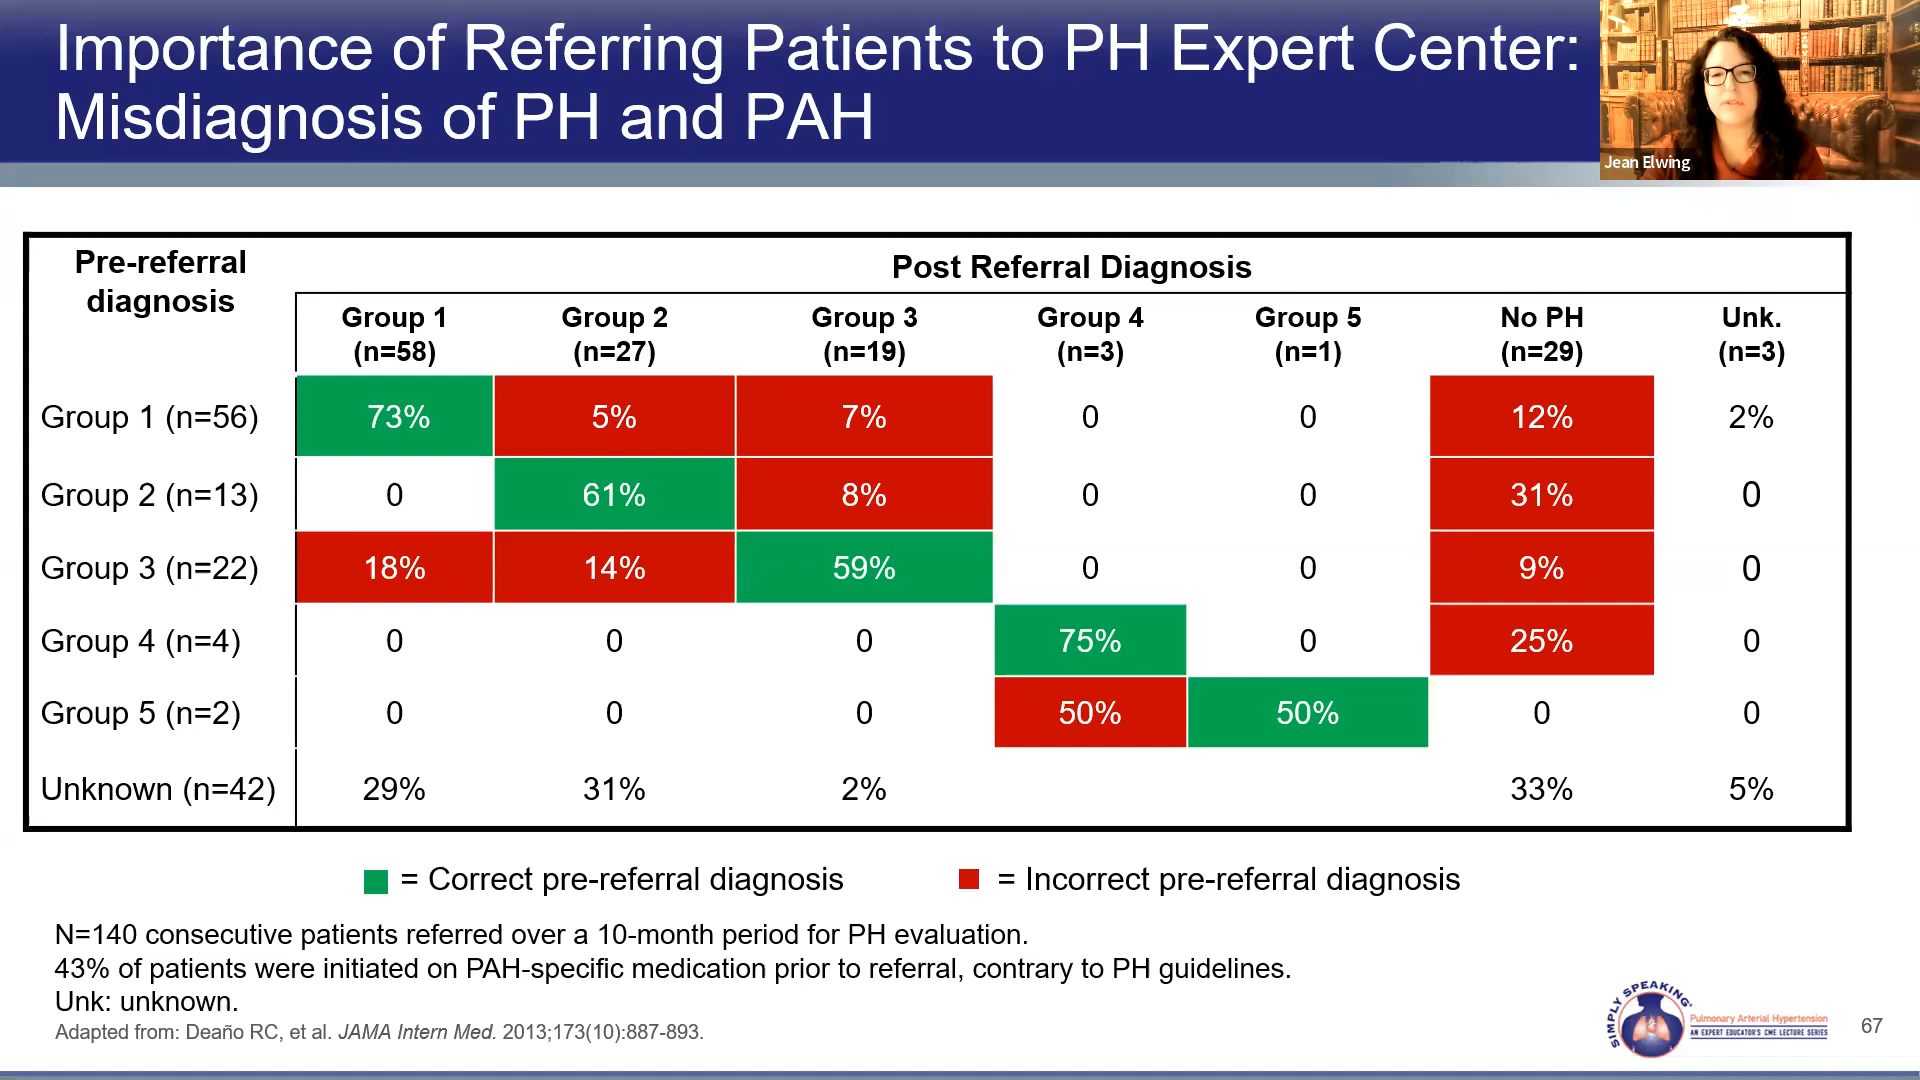 Importance of Referring Patients to PH Expert Center:
Misdiagnosis of PH and PAH
Jean Elwing
Pre-referral
diagnosis
Post Referral Diagnosis
Group 1 Group 2 Group 3 Group 4 Group 5 No PH Unk.
(n=58) (n=27) (n=19) (n=3) (n=1) (n=29) (n=3)
Group 1 (n=56) 73% 5% 7% 0 0 12% 2%
Group 2 (n=13) 0 61% 8% 0 0 31% 0
Group 3 (n=22) 18% 14% 59% 0 0 9% 0
Group 4 (n=4) 0 0 0 75% 0 25% 0
Group 5 (n=2) 0 0 0 50% 50% 0 0
Unknown (n=42) 29% 31% 2% 33% 5%
= Correct pre-referral diagnosis = Incorrect pre-referral diagnosis
N=140 consecutive patients referred over a 10-month period for PH evaluation.
43% of patients were initiated on PAH-specific medication prior to referral, contrary to PH guidelines.
Unk: unknown.
Adapted from: Deaño RC, et al. JAMA Intern Med. 2013;173(10):887-893.
SIMPLY SPEAKING
Pulmonary Arterial Hypertension
AN EXPERT EDUCATOR'S CME LECTURE SERIES
67